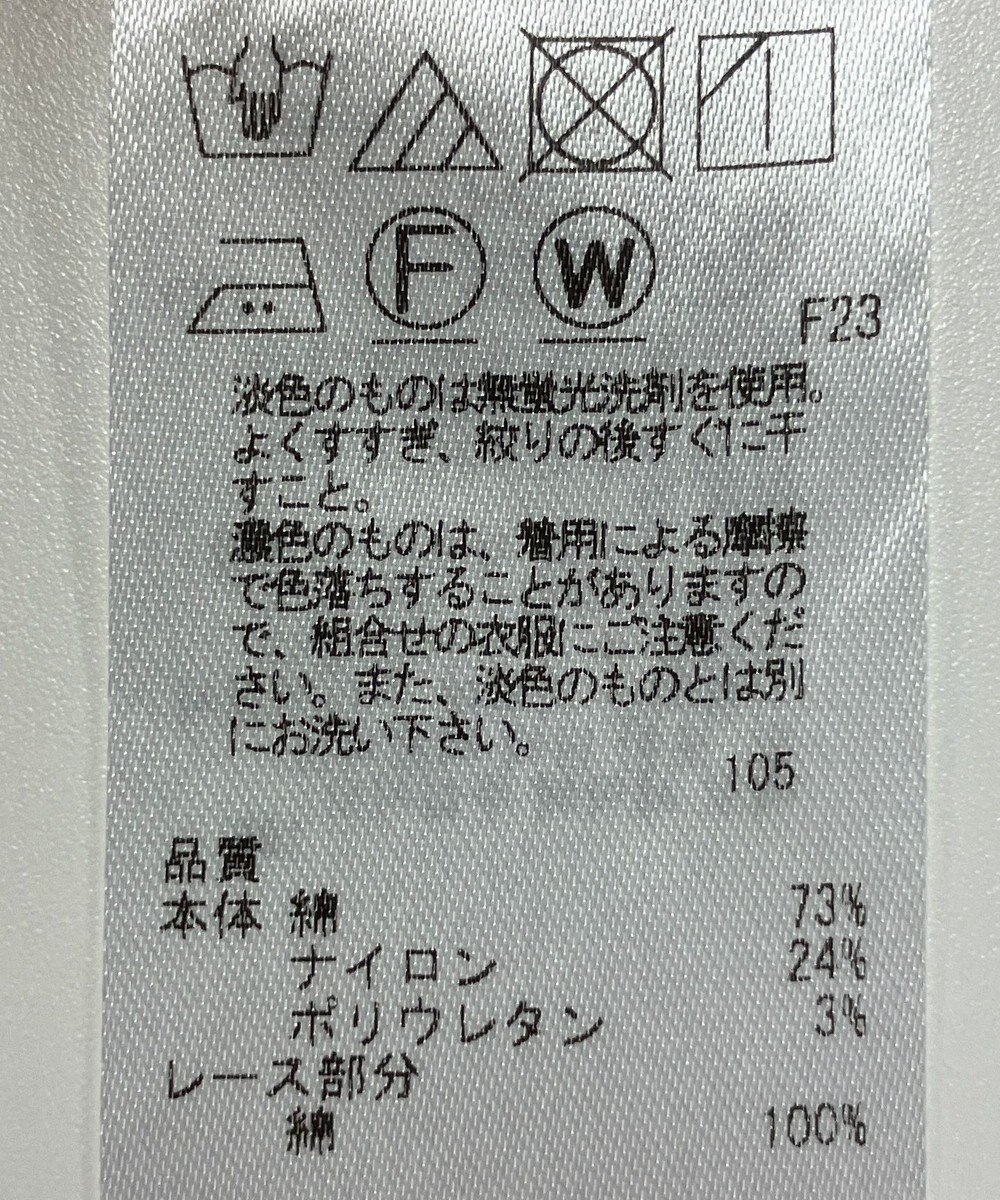 F
W
F23
淡色のものは無蛍光洗剤を使用。
よくすすぎ、絞りの後すぐに干
すこと。
濃色のものは、着用による摩擦
で色落ちすることがありますの
で、組合せの衣服にご注意くだ
さい。また、淡色のものとは別
にお洗い下さい。
105
品質
本体 綿 73%
ナイロン 24%
ポリウレタン 3%
レース部分
綿 100%